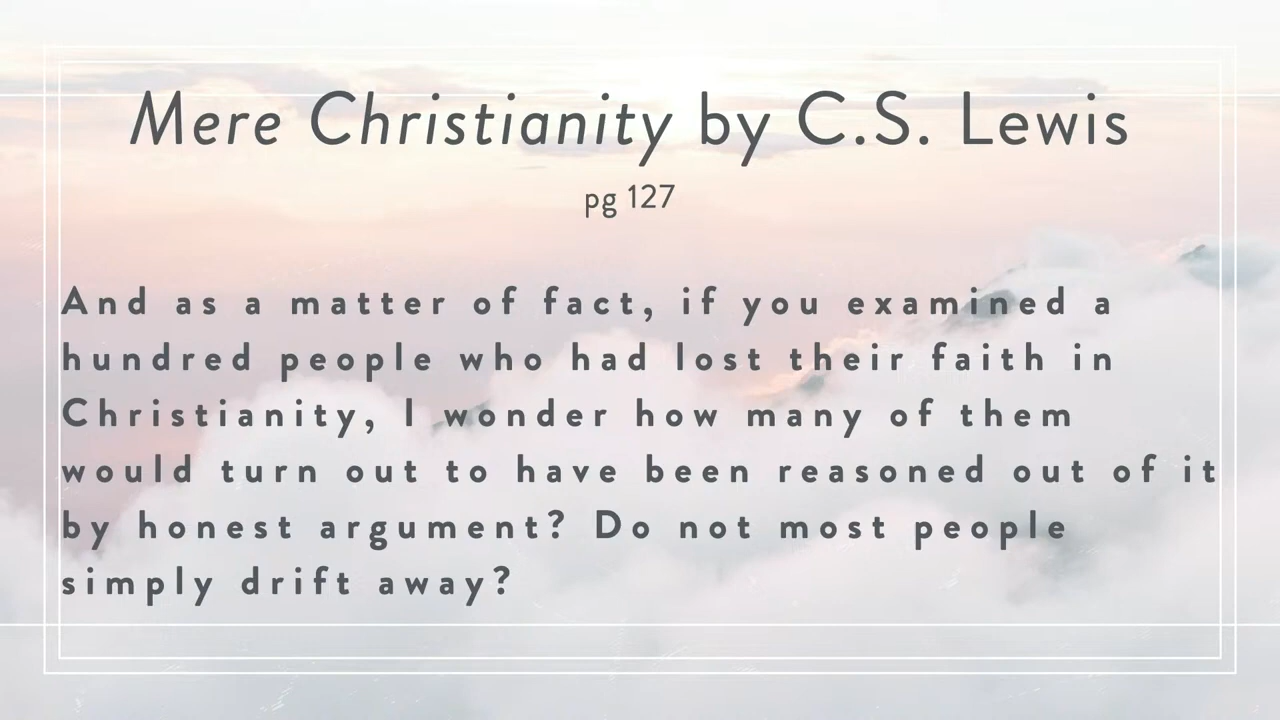 Mere Christianity by C.S. Lewis
pg 127
And as a matter of fact, if you examined a
hundred people who had lost their faith in
Christianity, I wonder how many of them
would turn out to have been reasoned out of it
by honest argument? Do not most people
simply drift away?